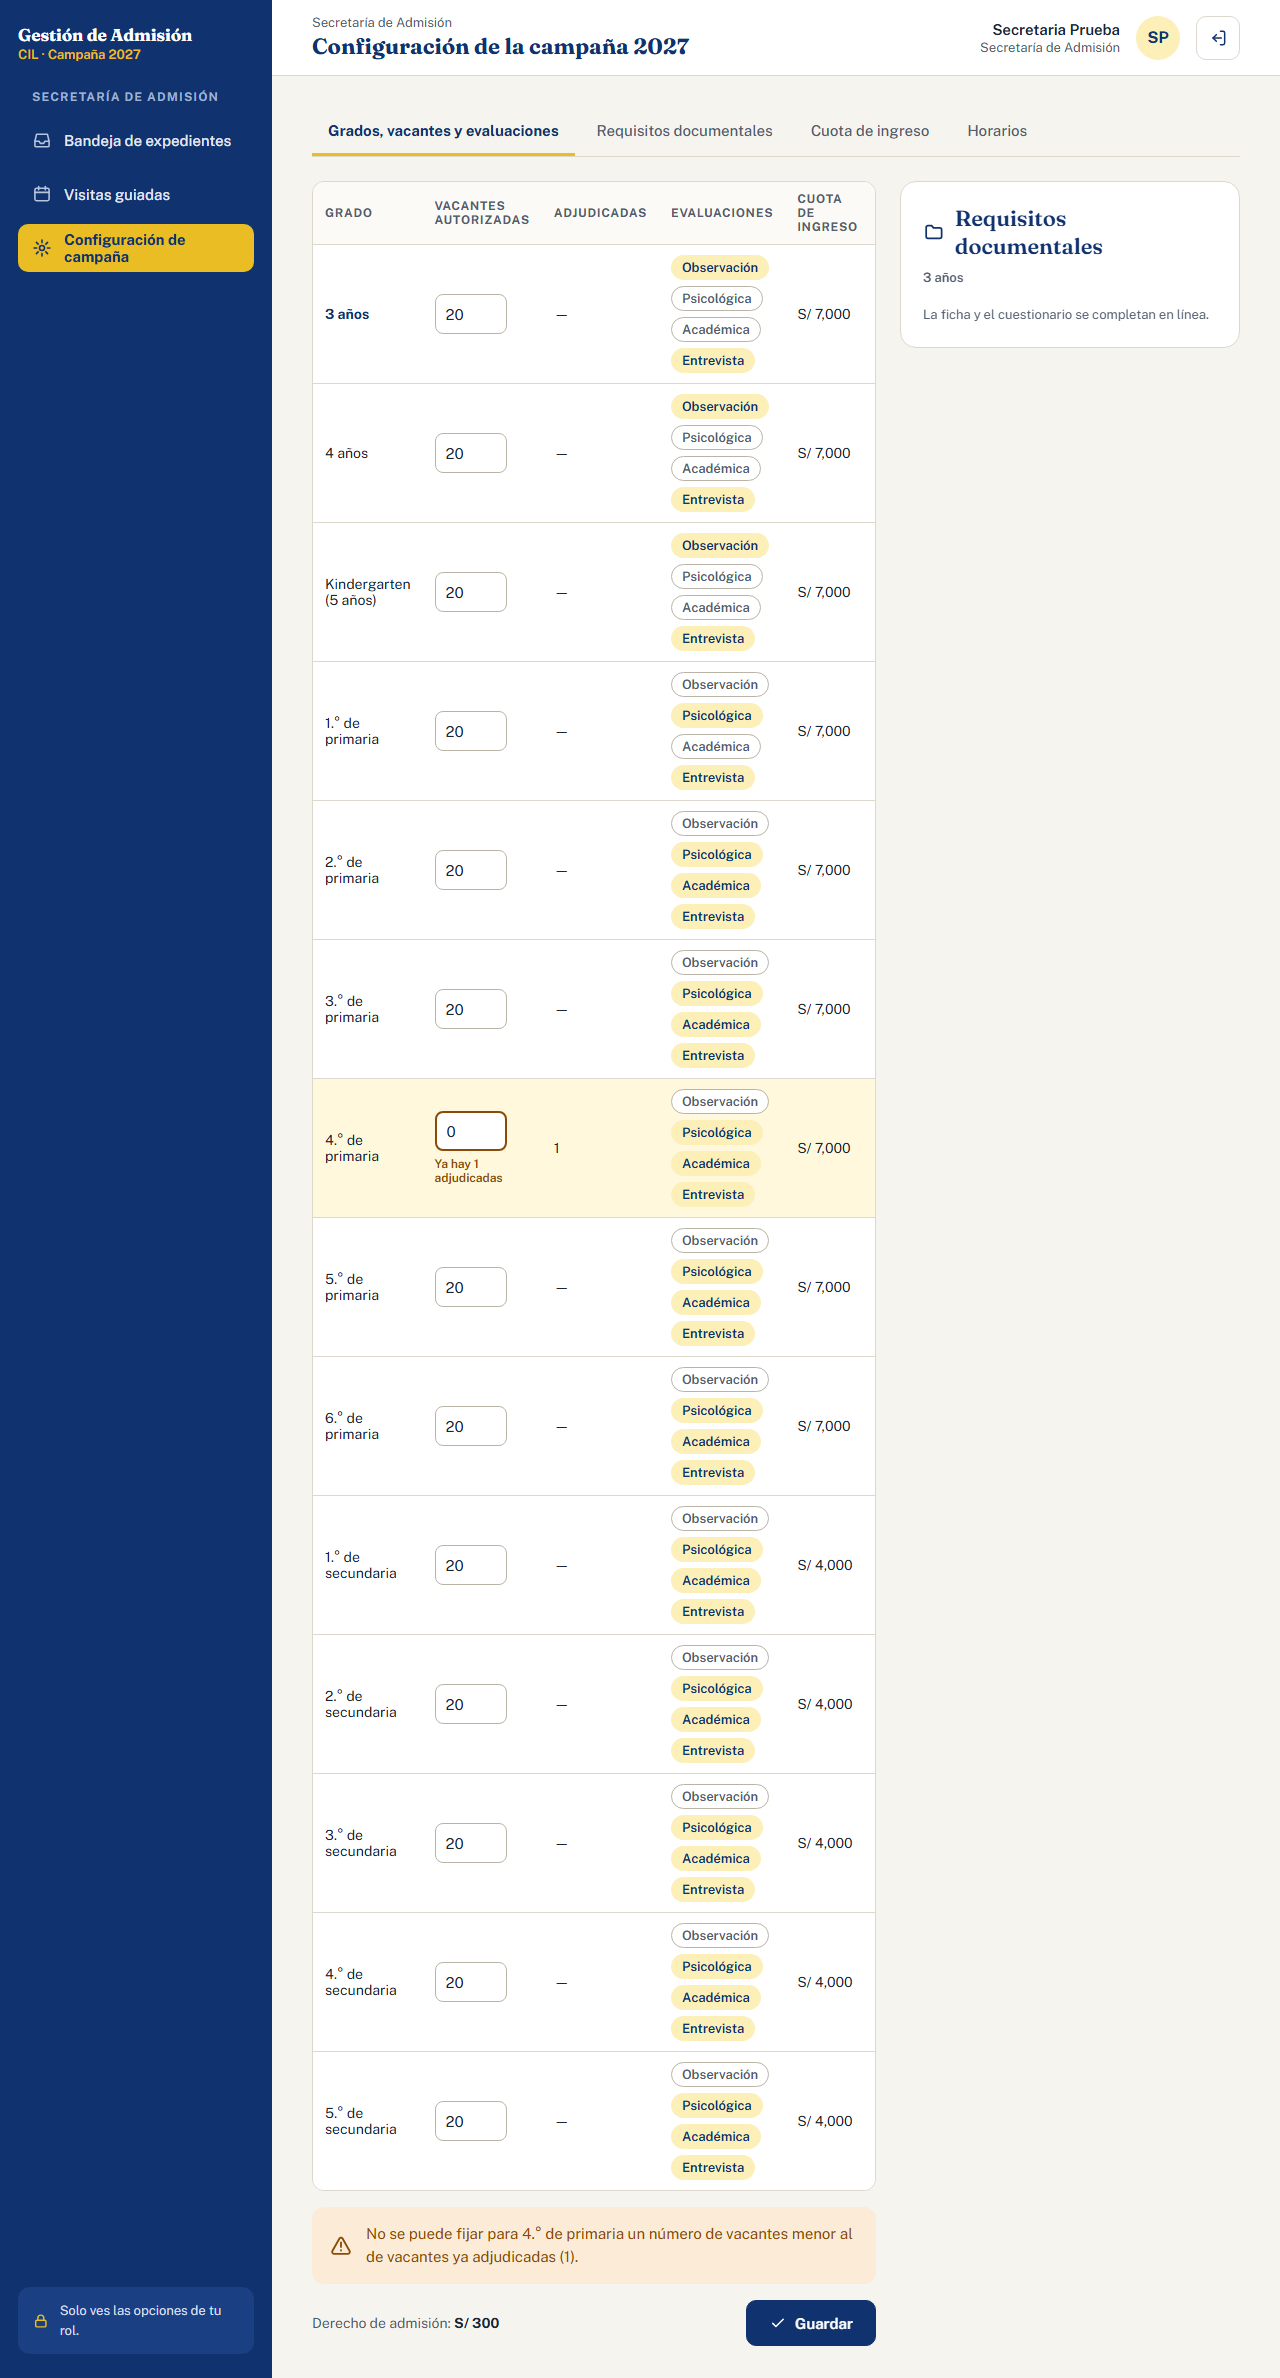 Gestión de Admisión
CIL · Campaña 2027
SECRETARÍA DE ADMISIÓN
Bandeja de expedientes
Visitas guiadas
Configuración de
campaña
Solo ves las opciones de tu
rol.
Secretaría de Admisión
Configuración de la campaña 2027
Secretaria Prueba
Secretaría de Admisión
SP
Grados, vacantes y evaluaciones
Requisitos documentales
Cuota de ingreso
Horarios
GRADO
VACANTES
AUTORIZADAS
ADJUDICADAS
EVALUACIONES
CUOTA
DE
INGRESO
3 años
20
—
Observación
Psicológica
Académica
Entrevista
S/ 7,000
4 años
20
—
Observación
Psicológica
Académica
Entrevista
S/ 7,000
Kindergarten
(5 años)
20
—
Observación
Psicológica
Académica
Entrevista
S/ 7,000
1.° de
primaria
20
—
Observación
Psicológica
Académica
Entrevista
S/ 7,000
2.° de
primaria
20
—
Observación
Psicológica
Académica
Entrevista
S/ 7,000
3.° de
primaria
20
—
Observación
Psicológica
Académica
Entrevista
S/ 7,000
4.° de
primaria
0
Ya hay 1
adjudicadas
1
Observación
Psicológica
Académica
Entrevista
S/ 7,000
5.° de
primaria
20
—
Observación
Psicológica
Académica
Entrevista
S/ 7,000
6.° de
primaria
20
—
Observación
Psicológica
Académica
Entrevista
S/ 7,000
1.° de
secundaria
20
—
Observación
Psicológica
Académica
Entrevista
S/ 4,000
2.° de
secundaria
20
—
Observación
Psicológica
Académica
Entrevista
S/ 4,000
3.° de
secundaria
20
—
Observación
Psicológica
Académica
Entrevista
S/ 4,000
4.° de
secundaria
20
—
Observación
Psicológica
Académica
Entrevista
S/ 4,000
5.° de
secundaria
20
—
Observación
Psicológica
Académica
Entrevista
S/ 4,000
No se puede fijar para 4.° de primaria un número de vacantes menor al
de vacantes ya adjudicadas (1).
Derecho de admisión: S/ 300
Guardar
Requisitos
documentales
3 años
La ficha y el cuestionario se completan en línea.